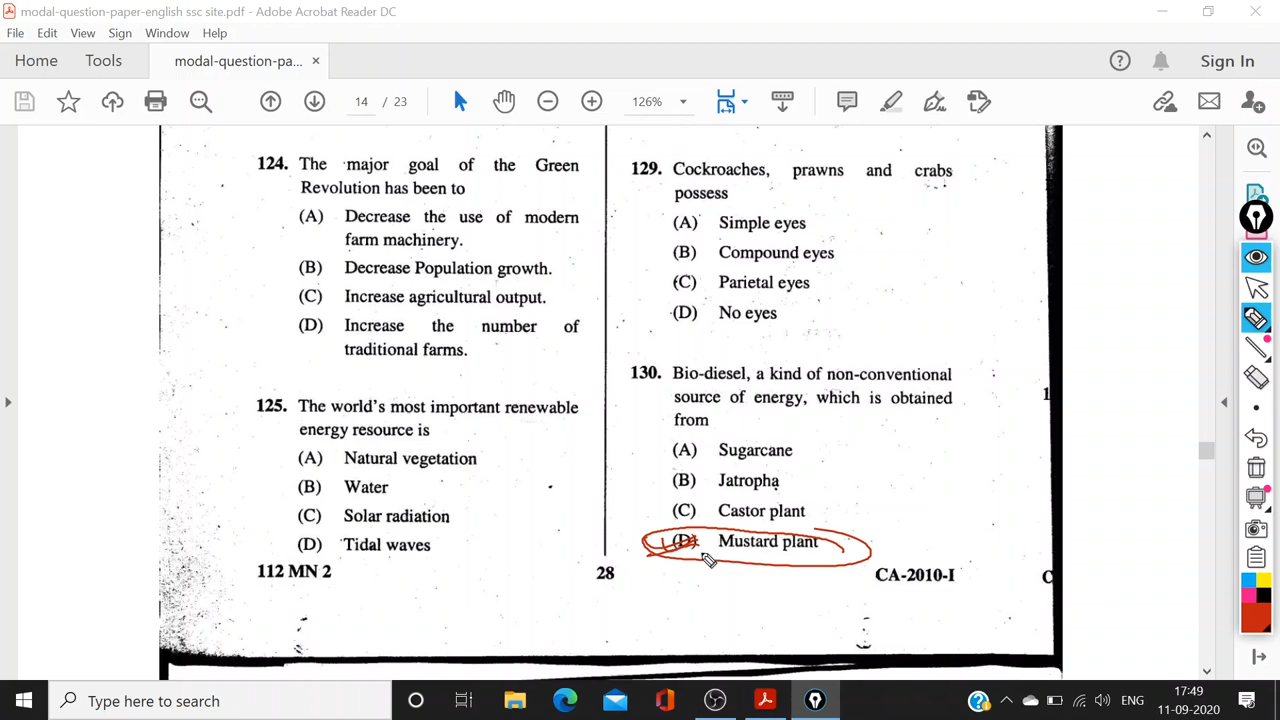 modal-question-paper-english ssc site.pdf - Adobe Acrobat Reader DC
File Edit View Sign Window Help
Home Tools modal-question-pa... × Sign In
14 / 23 126%
124. The major goal of the Green
Revolution has been to
(A) Decrease the use of modern
farm machinery.
(B) Decrease Population growth.
(C) Increase agricultural output.
(D) Increase the number of
traditional farms.
125. The world's most important renewable
energy resource is
(A) Natural vegetation
(B) Water
(C) Solar radiation
(D) Tidal waves
112 MN 2
28
129. Cockroaches, prawns and crabs
possess
(A) Simple eyes
(B) Compound eyes
(C) Parietal eyes
(D) No eyes
130. Bio-diesel, a kind of non-conventional
source of energy, which is obtained
from
(A) Sugarcane
(B) Jatropha
(C) Castor plant
(D) Mustard plant
CA-2010-I
1
C
Type here to search
ENG
17:49
11-09-2020